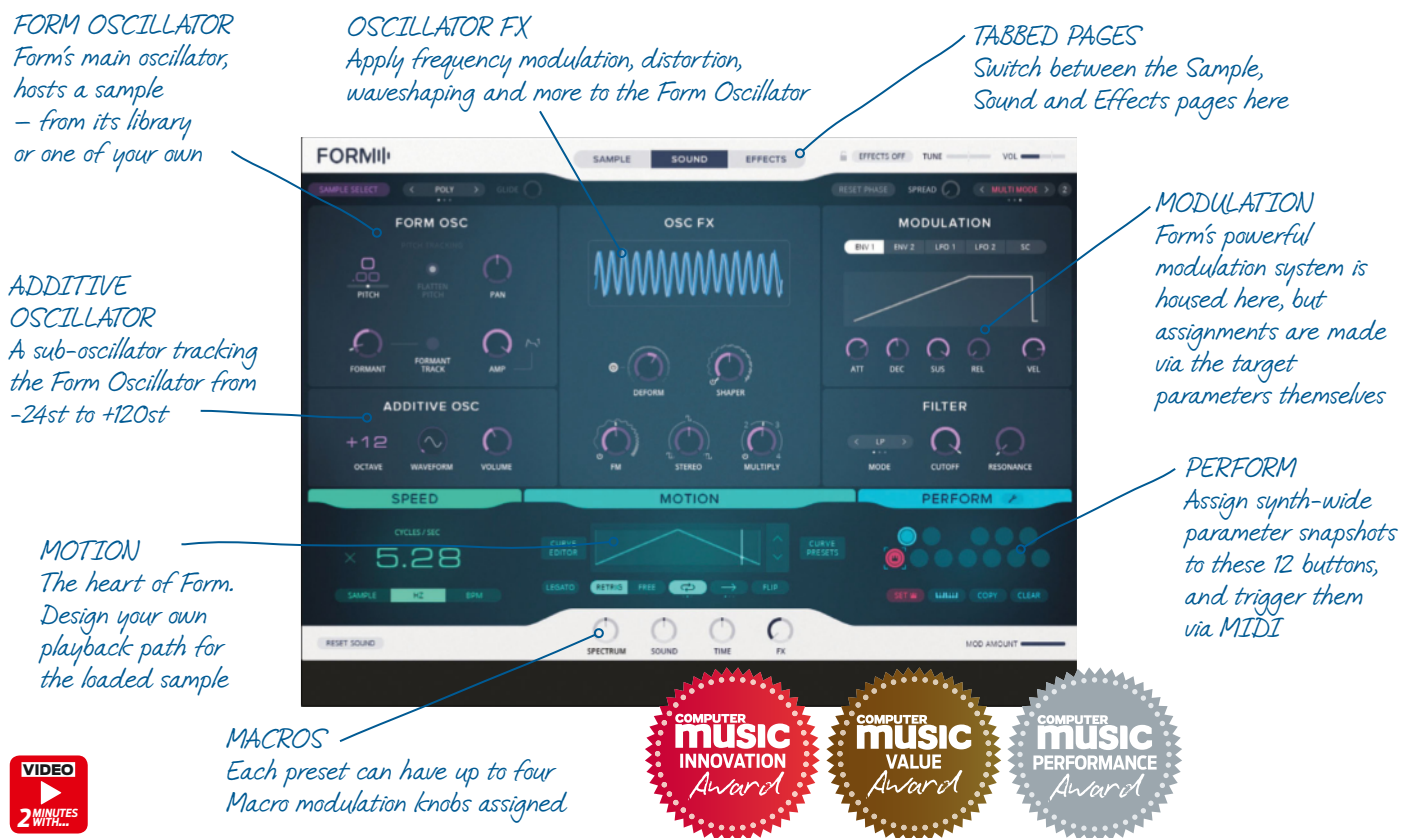 FORM OSCILLATOR
Form's main oscillator,
hosts a sample
– from its library
or one of your own
OSCILLATOR FX
Apply frequency modulation, distortion,
waveshaping and more to the Form Oscillator
TABBED PAGES
Switch between the Sample,
Sound and Effects pages here
ADDITIVE
OSCILLATOR
A sub-oscillator tracking
the Form Oscillator from
-24st to +120st
MODULATION
Form's powerful
modulation system is
housed here, but
assignments are made
via the target
parameters themselves
MOTION
The heart of Form.
Design your own
playback path for
the loaded sample
PERFORM
Assign synth-wide
parameter snapshots
to these 12 buttons,
and trigger them
via MIDI
MACROS
Each preset can have up to four
Macro modulation knobs assigned
FORM
SAMPLE SOUND EFFECTS
EFFECTS OFF TUNE VOL
SAMPLE SELECT < POLY > GLIDE
RESET PHASE SPREAD < MULTI MODE > 2
FORM OSC
PITCH TRACKING
PITCH
FLATTEN
PITCH
PAN
FORMANT
FORMANT
TRACK
AMP
OSC FX
DEFORM SHAPER
FM STEREO MULTIPLY
MODULATION
ENV 1 ENV 2 LFO 1 LFO 2 SC
ATT DEC SUS REL VEL
ADDITIVE OSC
+12
OCTAVE WAVEFORM VOLUME
FILTER
< LP >
MODE CUTOFF RESONANCE
SPEED
CYCLES / SEC
× 5.28
SAMPLE HZ BPM
MOTION
CURVE
EDITOR
CURVE
PRESETS
LEGATO RETRIG FREE FLIP
PERFORM
SET COPY CLEAR
RESET SOUND
SPECTRUM SOUND TIME FX
MOD AMOUNT
VIDEO
2 MINUTES
WITH...
COMPUTER
music
INNOVATION
Award
COMPUTER
music
VALUE
Award
COMPUTER
music
PERFORMANCE
Award